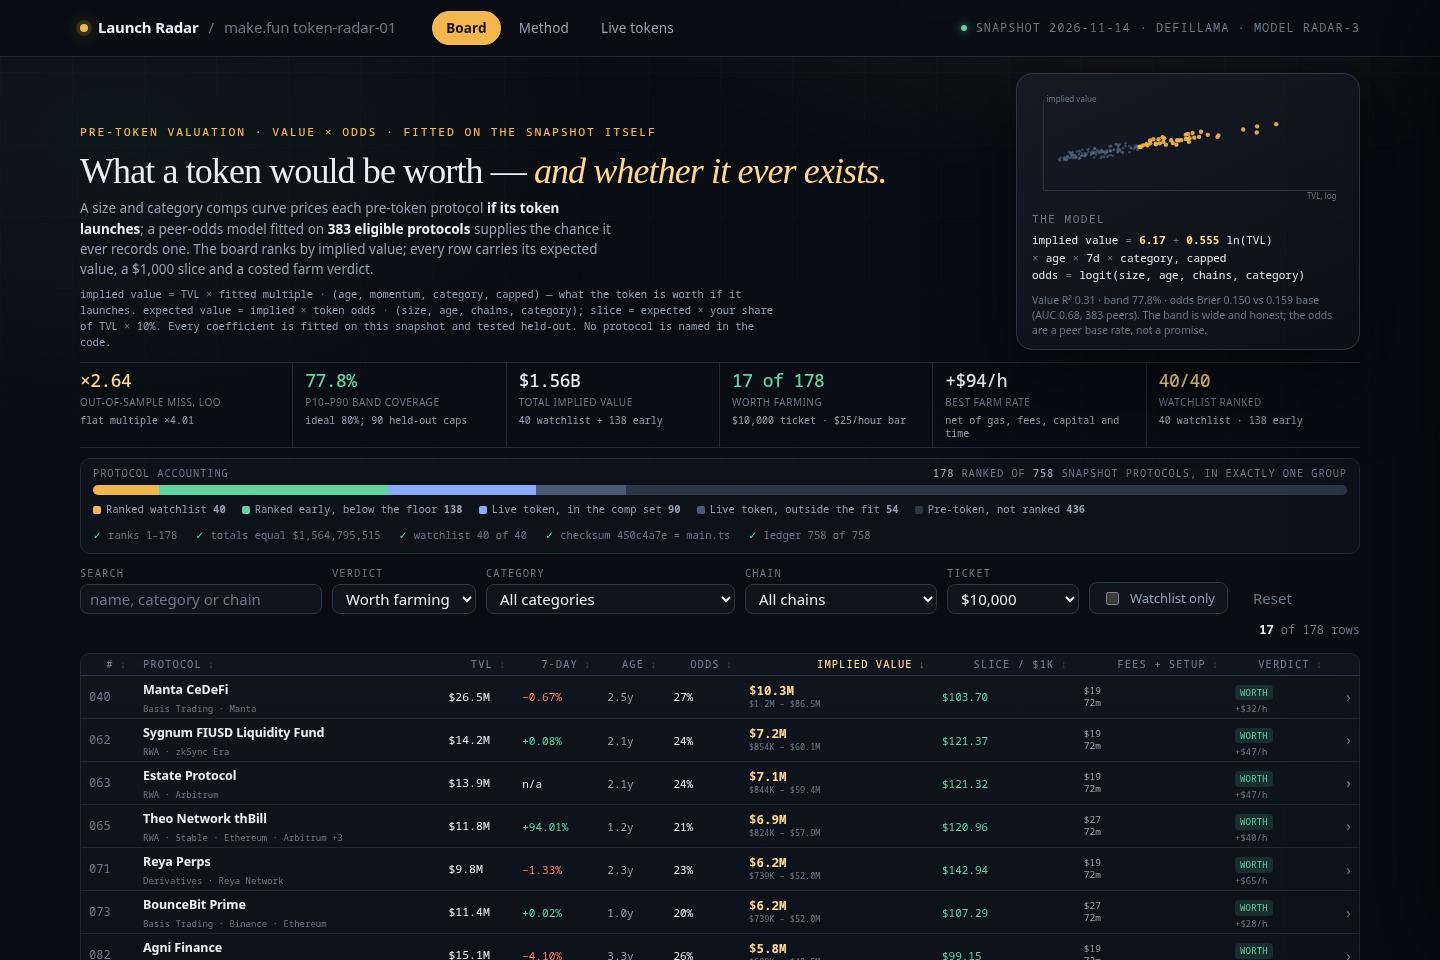 Launch Radar / make.fun token-radar-01 Board Method Live tokens SNAPSHOT 2026-11-14 · DEFILLAMA · MODEL RADAR-3
PRE-TOKEN VALUATION · VALUE × ODDS · FITTED ON THE SNAPSHOT ITSELF
What a token would be worth — and whether it ever exists.
A size and category comps curve prices each pre-token protocol if its token
launches; a peer-odds model fitted on 383 eligible protocols supplies the chance it
ever records one. The board ranks by implied value; every row carries its expected
value, a $1,000 slice and a costed farm verdict.
implied value = TVL × fitted multiple · (age, momentum, category, capped) — what the token is worth if it
launches. expected value = implied × token odds · (size, age, chains, category); slice = expected × your share
of TVL × 10%. Every coefficient is fitted on this snapshot and tested held-out. No protocol is named in the
code.
implied value
TVL, log
THE MODEL
implied value = 6.17 + 0.555 ln(TVL)
× age × 7d × category, capped
odds = logit(size, age, chains, category)
Value R² 0.31 · band 77.8% · odds Brier 0.150 vs 0.159 base
(AUC 0.68, 383 peers). The band is wide and honest; the odds
are a peer base rate, not a promise.
×2.64 77.8% $1.56B 17 of 178 +$94/h 40/40
OUT-OF-SAMPLE MISS, LOO P10–P90 BAND COVERAGE TOTAL IMPLIED VALUE WORTH FARMING BEST FARM RATE WATCHLIST RANKED
flat multiple ×4.01 ideal 80%; 90 held-out caps 40 watchlist + 138 early $10,000 ticket · $25/hour bar net of gas, fees, capital and 40 watchlist · 138 early
time
PROTOCOL ACCOUNTING 178 RANKED OF 758 SNAPSHOT PROTOCOLS, IN EXACTLY ONE GROUP
Ranked watchlist 40 Ranked early, below the floor 138 Live token, in the comp set 90 Live token, outside the fit 54 Pre-token, not ranked 436
✓ ranks 1–178 ✓ totals equal $1,564,795,515 ✓ watchlist 40 of 40 ✓ checksum 450c4a7e = main.ts ✓ ledger 758 of 758
SEARCH VERDICT CATEGORY CHAIN TICKET
name, category or chain Worth farming All categories All chains $10,000 Watchlist only Reset
17 of 178 rows
# ↕ PROTOCOL ↕ TVL ↕ 7-DAY ↕ AGE ↕ ODDS ↕ IMPLIED VALUE ↓ SLICE / $1K ↕ FEES + SETUP ↕ VERDICT ↕
040 Manta CeDeFi $26.5M −0.67% 2.5y 27% $10.3M $103.70 $19 WORTH ›
Basis Trading · Manta $1.2M – $86.5M 72m +$32/h
062 Sygnum FIUSD Liquidity Fund $14.2M +0.08% 2.1y 24% $7.2M $121.37 $19 WORTH ›
RWA · zkSync Era $854K – $60.1M 72m +$47/h
063 Estate Protocol $13.9M n/a 2.1y 24% $7.1M $121.32 $19 WORTH ›
RWA · Arbitrum $844K – $59.4M 72m +$47/h
065 Theo Network thBill $11.8M +94.01% 1.2y 21% $6.9M $120.96 $27 WORTH ›
RWA · Stable · Ethereum · Arbitrum +3 $824K – $57.9M 72m +$40/h
071 Reya Perps $9.8M −1.33% 2.3y 23% $6.2M $142.94 $19 WORTH ›
Derivatives · Reya Network $739K – $52.0M 72m +$65/h
073 BounceBit Prime $11.4M +0.02% 1.0y 20% $6.2M $107.29 $27 WORTH ›
Basis Trading · Binance · Ethereum $739K – $52.0M 72m +$28/h
082 Agni Finance $15.1M −4.10% 3.3y 26% $5.8M $99.15 $19 WORTH ›